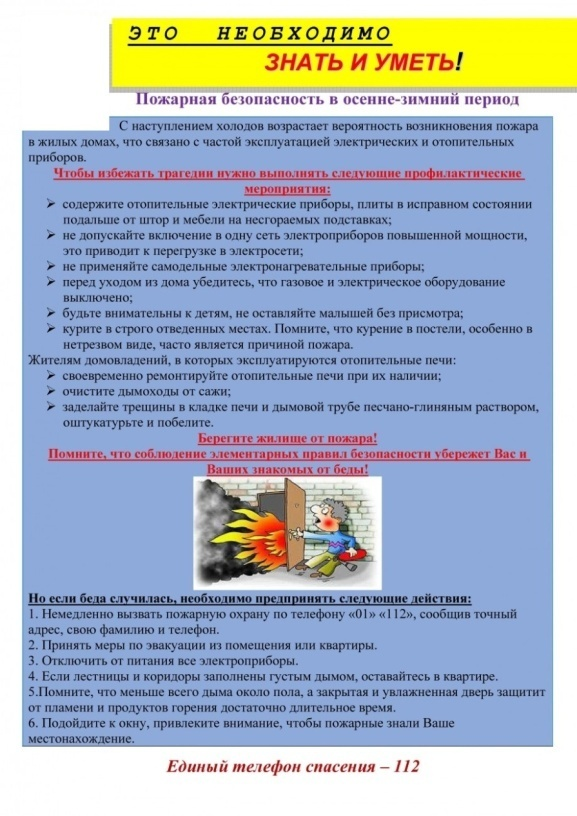 ЭТО НЕОБХОДИМО
ЗНАТЬ И УМЕТЬ!
Пожарная безопасность в осенне-зимний период
С наступлением холодов возрастает вероятность возникновения пожара
в жилых домах, что связано с частой эксплуатацией электрических и отопительных
приборов.
Чтобы избежать трагедии нужно выполнять следующие профилактические
мероприятия:
➢ содержите отопительные электрические приборы, плиты в исправном состоянии
подальше от штор и мебели на несгораемых подставках;
➢ не допускайте включение в одну сеть электроприборов повышенной мощности,
это приводит к перегрузке в электросети;
➢ не применяйте самодельные электронагревательные приборы;
➢ перед уходом из дома убедитесь, что газовое и электрическое оборудование
выключено;
➢ будьте внимательны к детям, не оставляйте малышей без присмотра;
➢ курите в строго отведенных местах. Помните, что курение в постели, особенно в
нетрезвом виде, часто является причиной пожара.
Жителям домовладений, в которых эксплуатируются отопительные печи:
➢ своевременно ремонтируйте отопительные печи при их наличии;
➢ очистите дымоходы от сажи;
➢ заделайте трещины в кладке печи и дымовой трубе песчано-глиняным раствором,
оштукатурьте и побелите.
Берегите жилище от пожара!
Помните, что соблюдение элементарных правил безопасности убережет Вас и
Ваших знакомых от беды!
Но если беда случилась, необходимо предпринять следующие действия:
1. Немедленно вызвать пожарную охрану по телефону «01» «112», сообщив точный
адрес, свою фамилию и телефон.
2. Принять меры по эвакуации из помещения или квартиры.
3. Отключить от питания все электроприборы.
4. Если лестницы и коридоры заполнены густым дымом, оставайтесь в квартире.
5.Помните, что меньше всего дыма около пола, а закрытая и увлажненная дверь защитит
от пламени и продуктов горения достаточно длительное время.
6. Подойдите к окну, привлеките внимание, чтобы пожарные знали Ваше
местонахождение.
Единый телефон спасения – 112